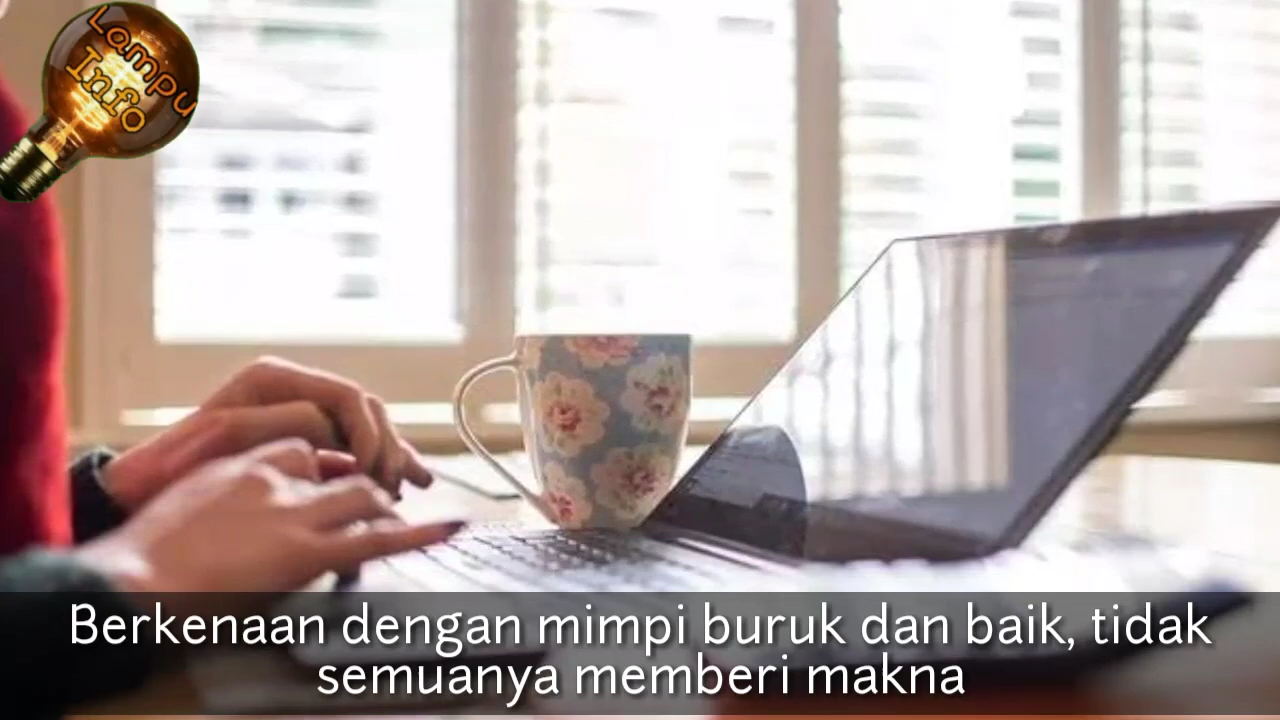 Lampu
Info
Berkenaan dengan mimpi buruk dan baik, tidak
semuanya memberi makna